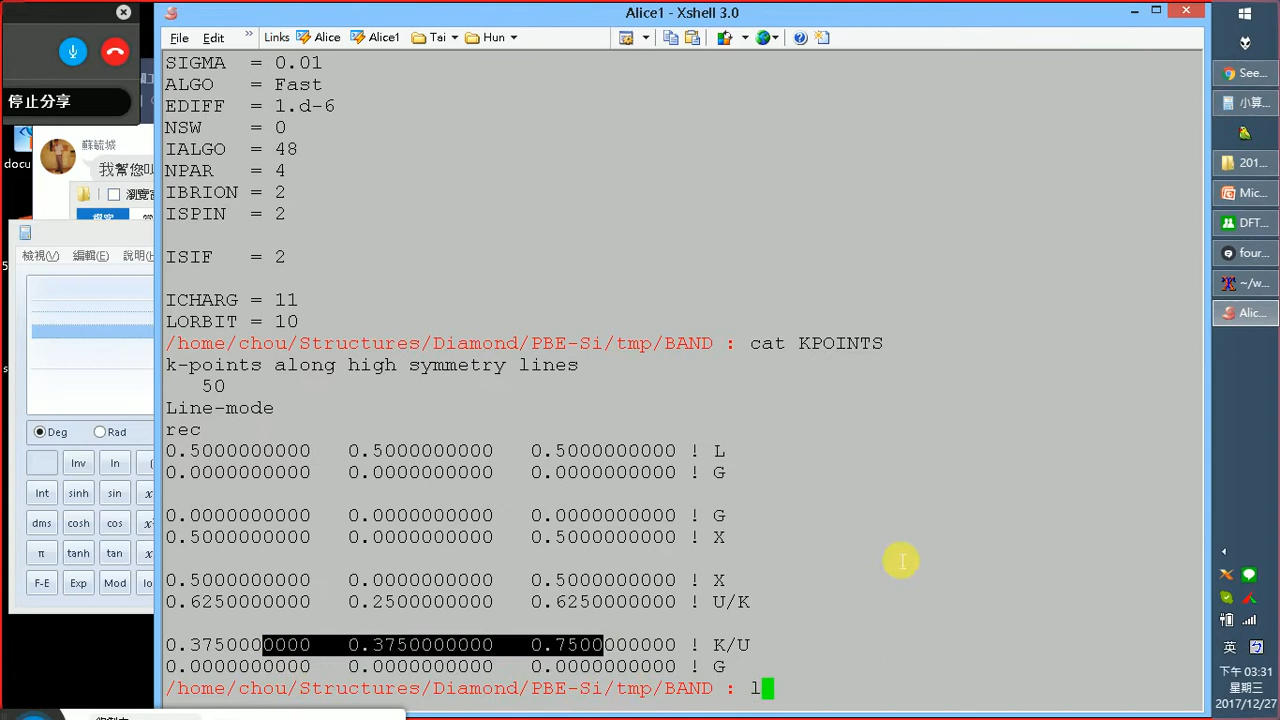 Alice1 - Xshell 3.0
File Edit » Links Alice Alice1 Tai Hun
停止分享
SIGMA = 0.01
ALGO = Fast
EDIFF = 1.d-6
NSW = 0
IALGO = 48
NPAR = 4
IBRION = 2
ISPIN = 2
ISIF = 2
ICHARG = 11
LORBIT = 10
/home/chou/Structures/Diamond/PBE-Si/tmp/BAND : cat KPOINTS
k-points along high symmetry lines
50
Line-mode
rec
0.5000000000 0.5000000000 0.5000000000 ! L
0.0000000000 0.0000000000 0.0000000000 ! G
0.0000000000 0.0000000000 0.0000000000 ! G
0.5000000000 0.0000000000 0.5000000000 ! X
0.5000000000 0.0000000000 0.5000000000 ! X
0.6250000000 0.2500000000 0.6250000000 ! U/K
0.3750000000 0.3750000000 0.7500000000 ! K/U
0.0000000000 0.0000000000 0.0000000000 ! G
/home/chou/Structures/Diamond/PBE-Si/tmp/BAND : l
docu
蘇毓城
我幫您
瀏覽
檢視(V) 編輯(E) 說明(H
Deg Rad
Inv ln (
Int sinh sin x
dms cosh cos
π tanh tan
F-E Exp Mod lo
See...
小算...
201...
Mic...
DFT...
four...
~/w...
Alic...
英
下午 03:31
星期三
2017/12/27